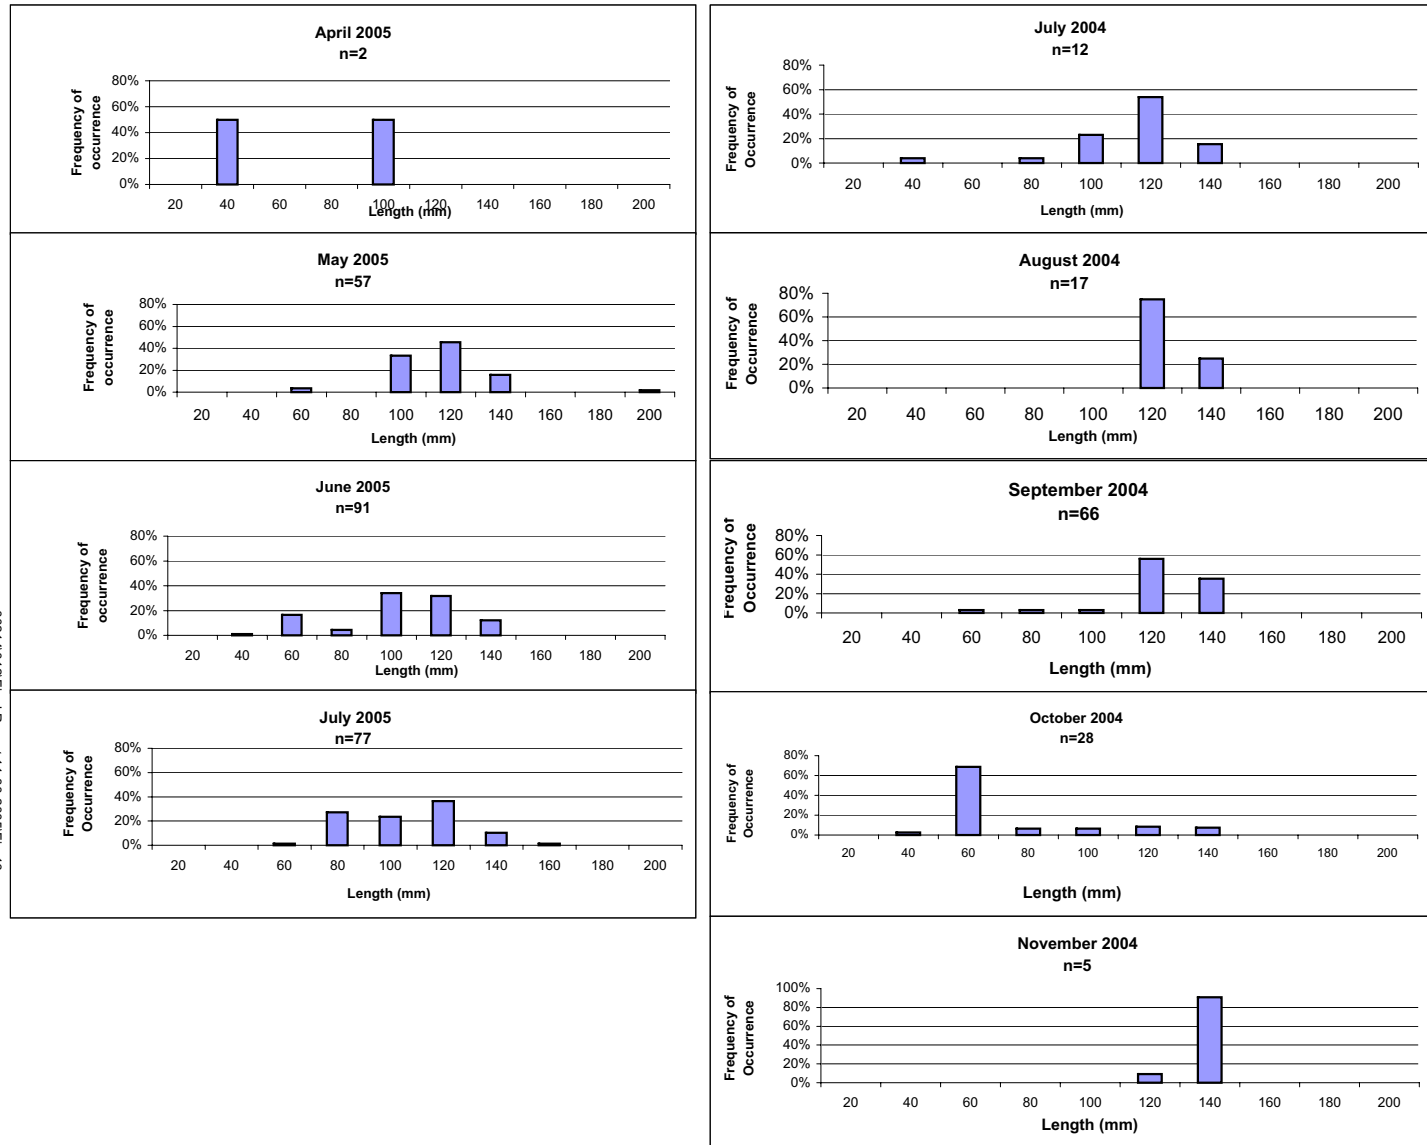 April 2005
n=2
Frequency of
occurrence
80%
60%
40%
20%
0%
20 40 60 80 100 120 140 160 180 200
Length (mm)
May 2005
n=57
Frequency of
occurrence
80%
60%
40%
20%
0%
20 40 60 80 100 120 140 160 180 200
Length (mm)
June 2005
n=91
Frequency of
occurrence
80%
60%
40%
20%
0%
20 40 60 80 100 120 140 160 180 200
Length (mm)
July 2005
n=77
Frequency of
Occurrence
80%
60%
40%
20%
0%
20 40 60 80 100 120 140 160 180 200
Length (mm)
July 2004
n=12
Frequency of
Occurrence
80%
60%
40%
20%
0%
20 40 60 80 100 120 140 160 180 200
Length (mm)
August 2004
n=17
Frequency of
Occurrence
80%
60%
40%
20%
0%
20 40 60 80 100 120 140 160 180 200
Length (mm)
September 2004
n=66
Frequency of
Occurrence
80%
60%
40%
20%
0%
20 40 60 80 100 120 140 160 180 200
Length (mm)
October 2004
n=28
Frequency of
Occurrence
80%
60%
40%
20%
0%
20 40 60 80 100 120 140 160 180 200
Length (mm)
November 2004
n=5
Frequency of
Occurrence
100%
80%
60%
40%
20%
0%
20 40 60 80 100 120 140 160 180 200
Length (mm)